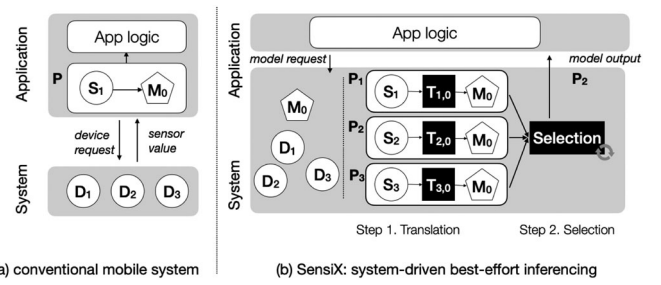 Application
App logic
P
S1
M0
device
request
sensor
value
System
D1
D2
D3
a) conventional mobile system
Application
App logic
model request
model output
P2
System
M0
D1
D2
D3
P1
S1
T1,0
M0
P2
S2
T2,0
M0
P3
S3
T3,0
M0
Selection
Step 1. Translation
Step 2. Selection
(b) SensiX: system-driven best-effort inferencing